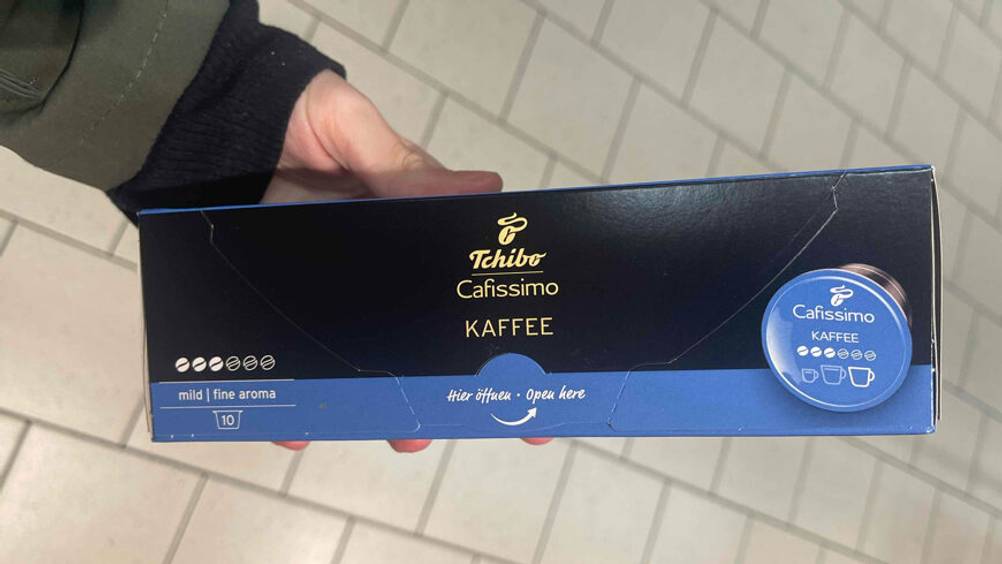 Tchibo
Cafissimo
KAFFEE
mild | fine aroma
10
Hier öffnen · Open here
Cafissimo
KAFFEE